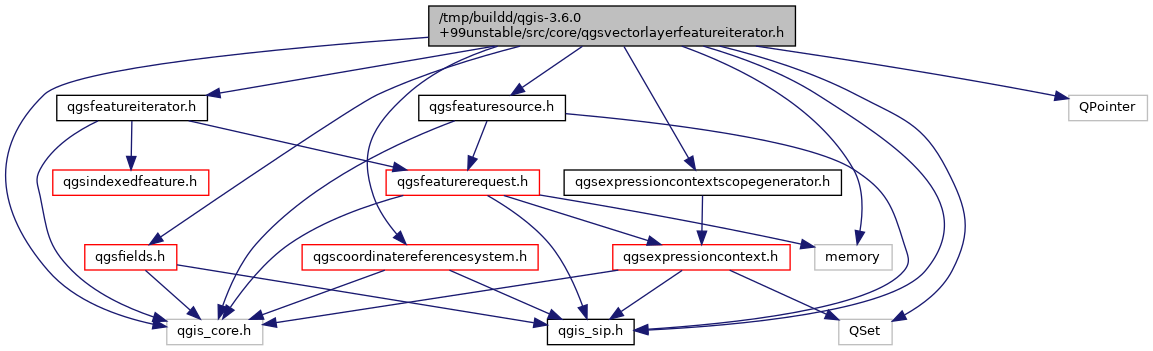 /tmp/buildd/qgis-3.6.0
+99unstable/src/core/qgsvectorlayerfeatureiterator.h
qgsfeatureiterator.h
qgsfeaturesource.h
QPointer
qgsindexedfeature.h
qgsfeaturerequest.h
qgsexpressioncontextscopegenerator.h
qgsfields.h
qgscoordinatereferencesystem.h
qgsexpressioncontext.h
memory
qgis_core.h
qgis_sip.h
QSet